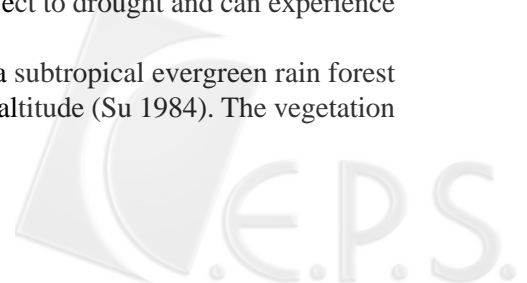 ect to drought and can experience
a subtropical evergreen rain forest
altitude (Su 1984). The vegetation
C.E.P.S.